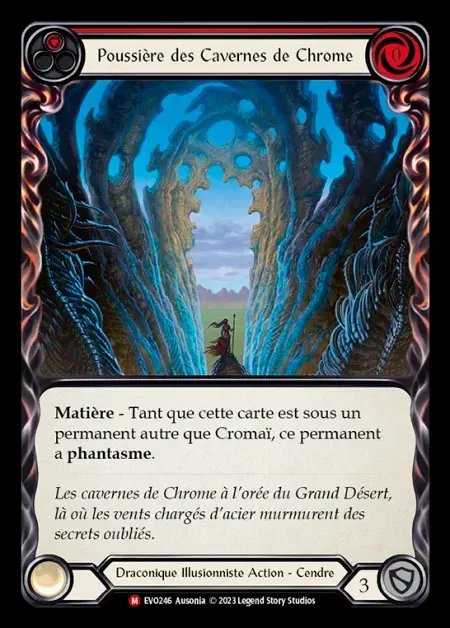 Poussière des Cavernes de Chrome
0
Matière - Tant que cette carte est sous un
permanent autre que Cromaï, ce permanent
a phantasme.
Les cavernes de Chrome à l'orée du Grand Désert,
là où les vents chargés d'acier murmurent des
secrets oubliés.
Draconique Illusionniste Action - Cendre
3
M EVO246 Ausonia © 2023 Legend Story Studios